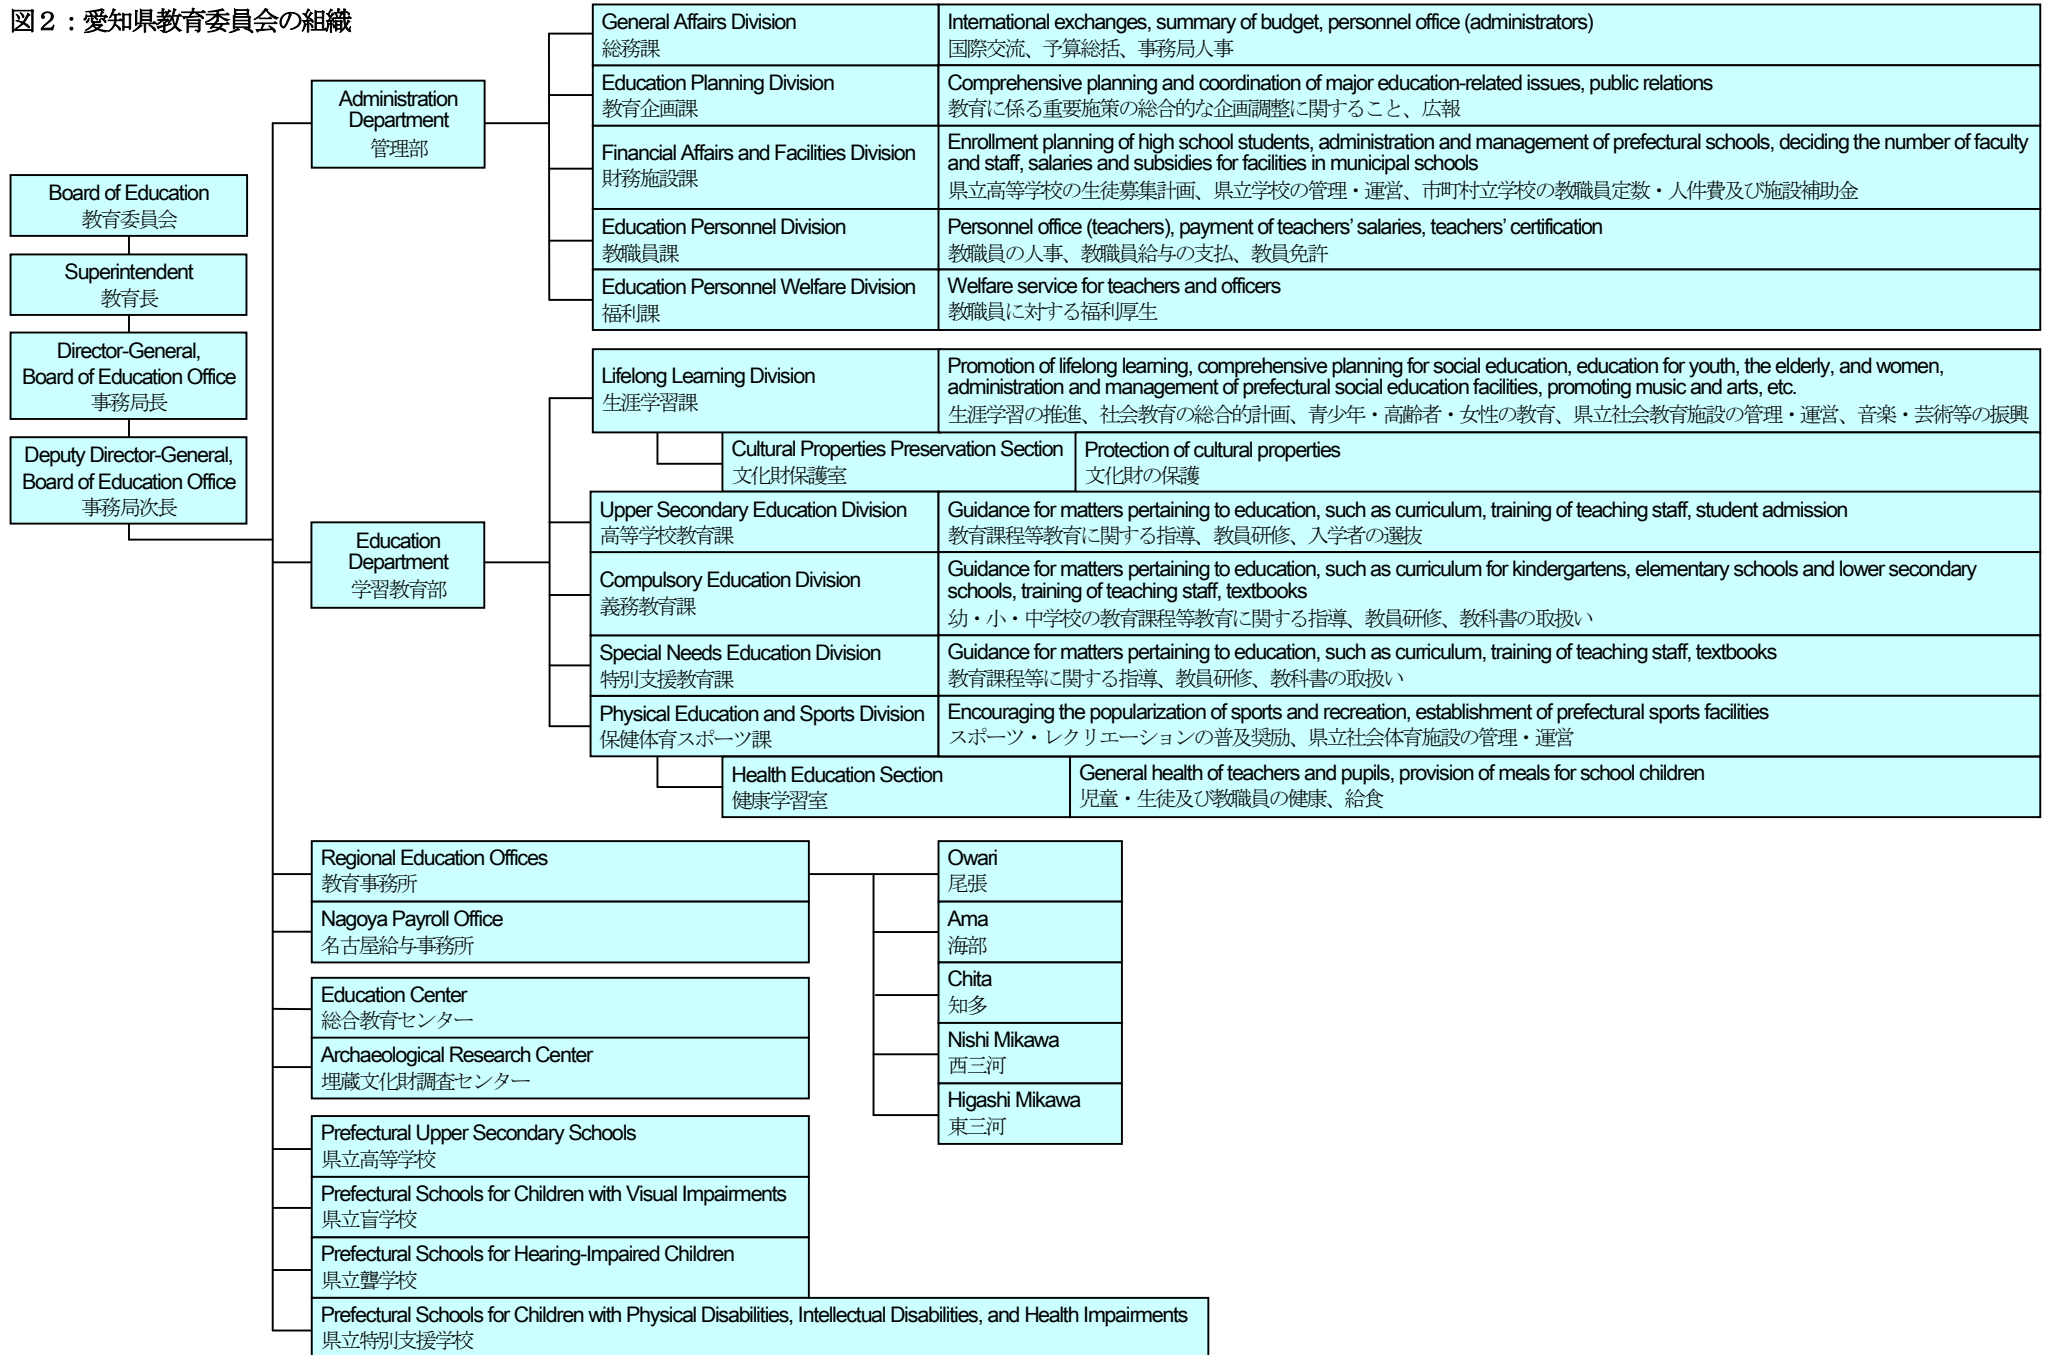 図２：愛知県教育委員会の組織
Board of Education
教育委員会
Superintendent
教育長
Director-General,
Board of Education Office
事務局長
Deputy Director-General,
Board of Education Office
事務局次長
Administration
Department
管理部
General Affairs Division
総務課
International exchanges, summary of budget, personnel office (administrators)
国際交流、予算総括、事務局人事
Education Planning Division
教育企画課
Comprehensive planning and coordination of major education-related issues, public relations
教育に係る重要施策の総合的な企画調整に関すること、広報
Financial Affairs and Facilities Division
財務施設課
Enrollment planning of high school students, administration and management of prefectural schools, deciding the number of faculty
and staff, salaries and subsidies for facilities in municipal schools
県立高等学校の生徒募集計画、県立学校の管理・運営、市町村立学校の教職員定数・人件費及び施設補助金
Education Personnel Division
教職員課
Personnel office (teachers), payment of teachers’ salaries, teachers’ certification
教職員の人事、教職員給与の支払、教員免許
Education Personnel Welfare Division
福利課
Welfare service for teachers and officers
教職員に対する福利厚生
Education
Department
学習教育部
Lifelong Learning Division
生涯学習課
Promotion of lifelong learning, comprehensive planning for social education, education for youth, the elderly, and women,
administration and management of prefectural social education facilities, promoting music and arts, etc.
生涯学習の推進、社会教育の総合的計画、青少年・高齢者・女性の教育、県立社会教育施設の管理・運営、音楽・芸術等の振興
Cultural Properties Preservation Section
文化財保護室
Protection of cultural properties
文化財の保護
Upper Secondary Education Division
高等学校教育課
Guidance for matters pertaining to education, such as curriculum, training of teaching staff, student admission
教育課程等教育に関する指導、教員研修、入学者の選抜
Compulsory Education Division
義務教育課
Guidance for matters pertaining to education, such as curriculum for kindergartens, elementary schools and lower secondary
schools, training of teaching staff, textbooks
幼・小・中学校の教育課程等教育に関する指導、教員研修、教科書の取扱い
Special Needs Education Division
特別支援教育課
Guidance for matters pertaining to education, such as curriculum, training of teaching staff, textbooks
教育課程等に関する指導、教員研修、教科書の取扱い
Physical Education and Sports Division
保健体育スポーツ課
Encouraging the popularization of sports and recreation, establishment of prefectural sports facilities
スポーツ・レクリエーションの普及奨励、県立社会体育施設の管理・運営
Health Education Section
健康学習室
General health of teachers and pupils, provision of meals for school children
児童・生徒及び教職員の健康、給食
Regional Education Offices
教育事務所
Nagoya Payroll Office
名古屋給与事務所
Education Center
総合教育センター
Archaeological Research Center
埋蔵文化財調査センター
Owari
尾張
Ama
海部
Chita
知多
Nishi Mikawa
西三河
Higashi Mikawa
東三河
Prefectural Upper Secondary Schools
県立高等学校
Prefectural Schools for Children with Visual Impairments
県立盲学校
Prefectural Schools for Hearing-Impaired Children
県立聾学校
Prefectural Schools for Children with Physical Disabilities, Intellectual Disabilities, and Health Impairments
県立特別支援学校